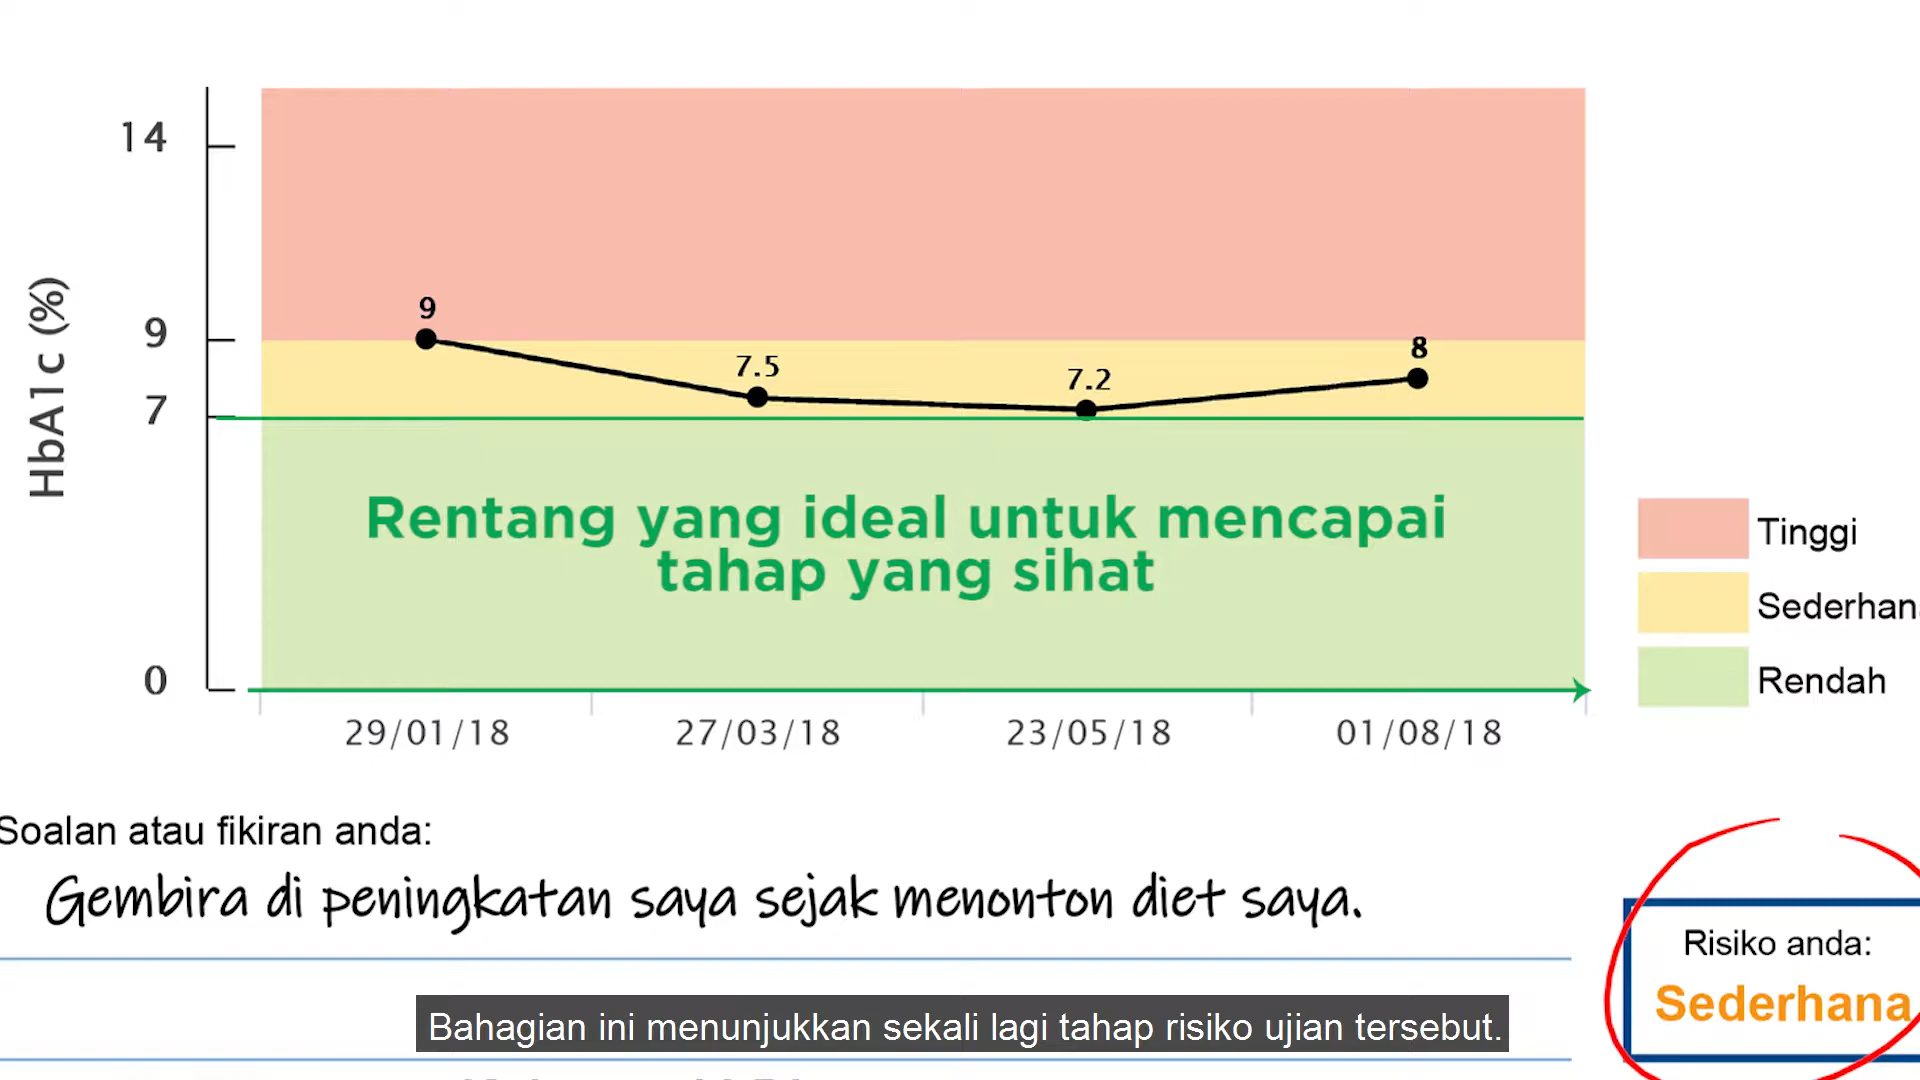 14
9
7
0
HbA1c (%)
9
7.5
7.2
8
Rentang yang ideal untuk mencapai
tahap yang sihat
29/01/18
27/03/18
23/05/18
01/08/18
Tinggi
Sederhana
Rendah
Soalan atau fikiran anda:
Gembira di peningkatan saya sejak menonton diet saya.
Risiko anda:
Sederhana
Bahagian ini menunjukkan sekali lagi tahap risiko ujian tersebut.